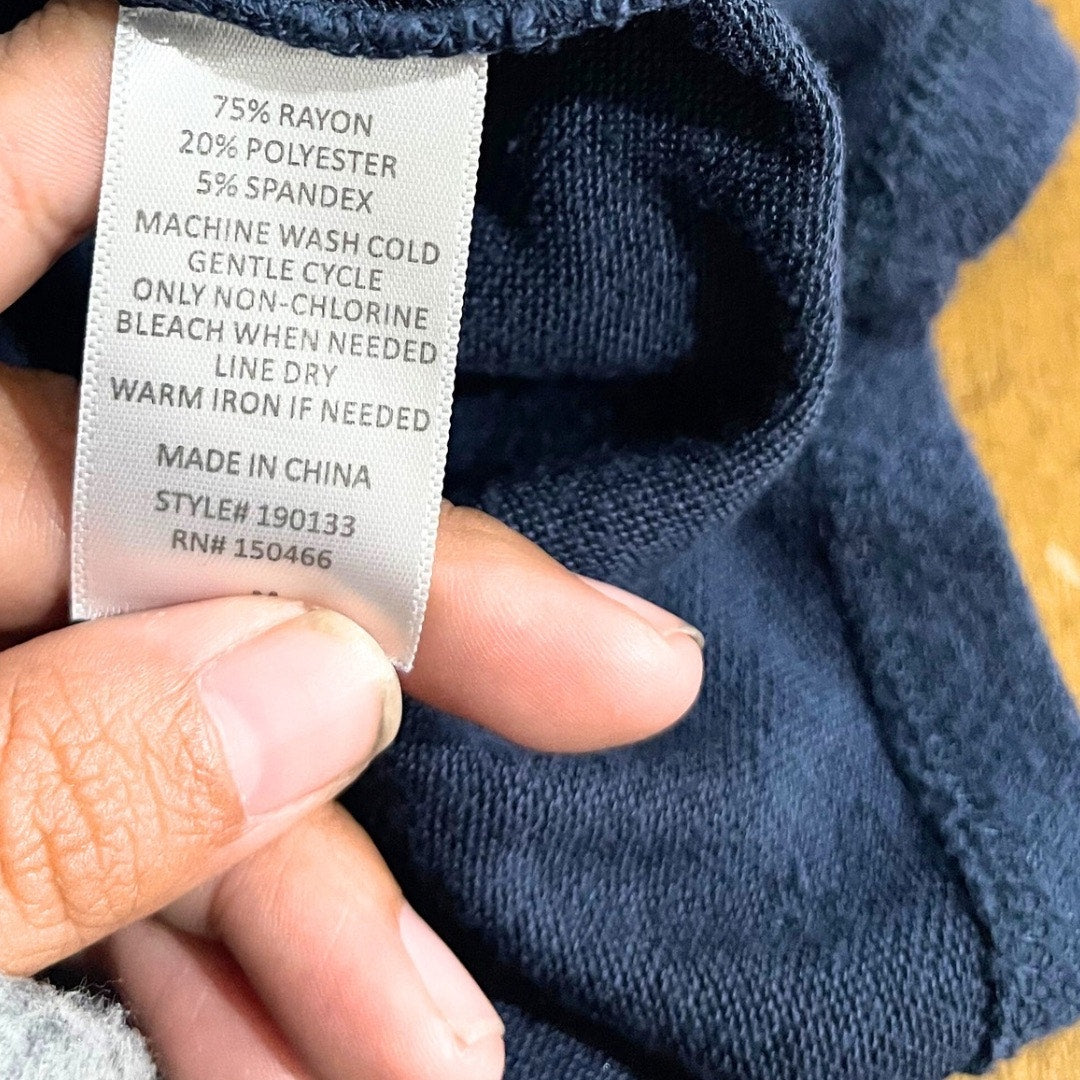 75% RAYON
20% POLYESTER
5% SPANDEX
MACHINE WASH COLD
GENTLE CYCLE
ONLY NON-CHLORINE
BLEACH WHEN NEEDED
LINE DRY
WARM IRON IF NEEDED
MADE IN CHINA
STYLE# 190133
RN# 150466